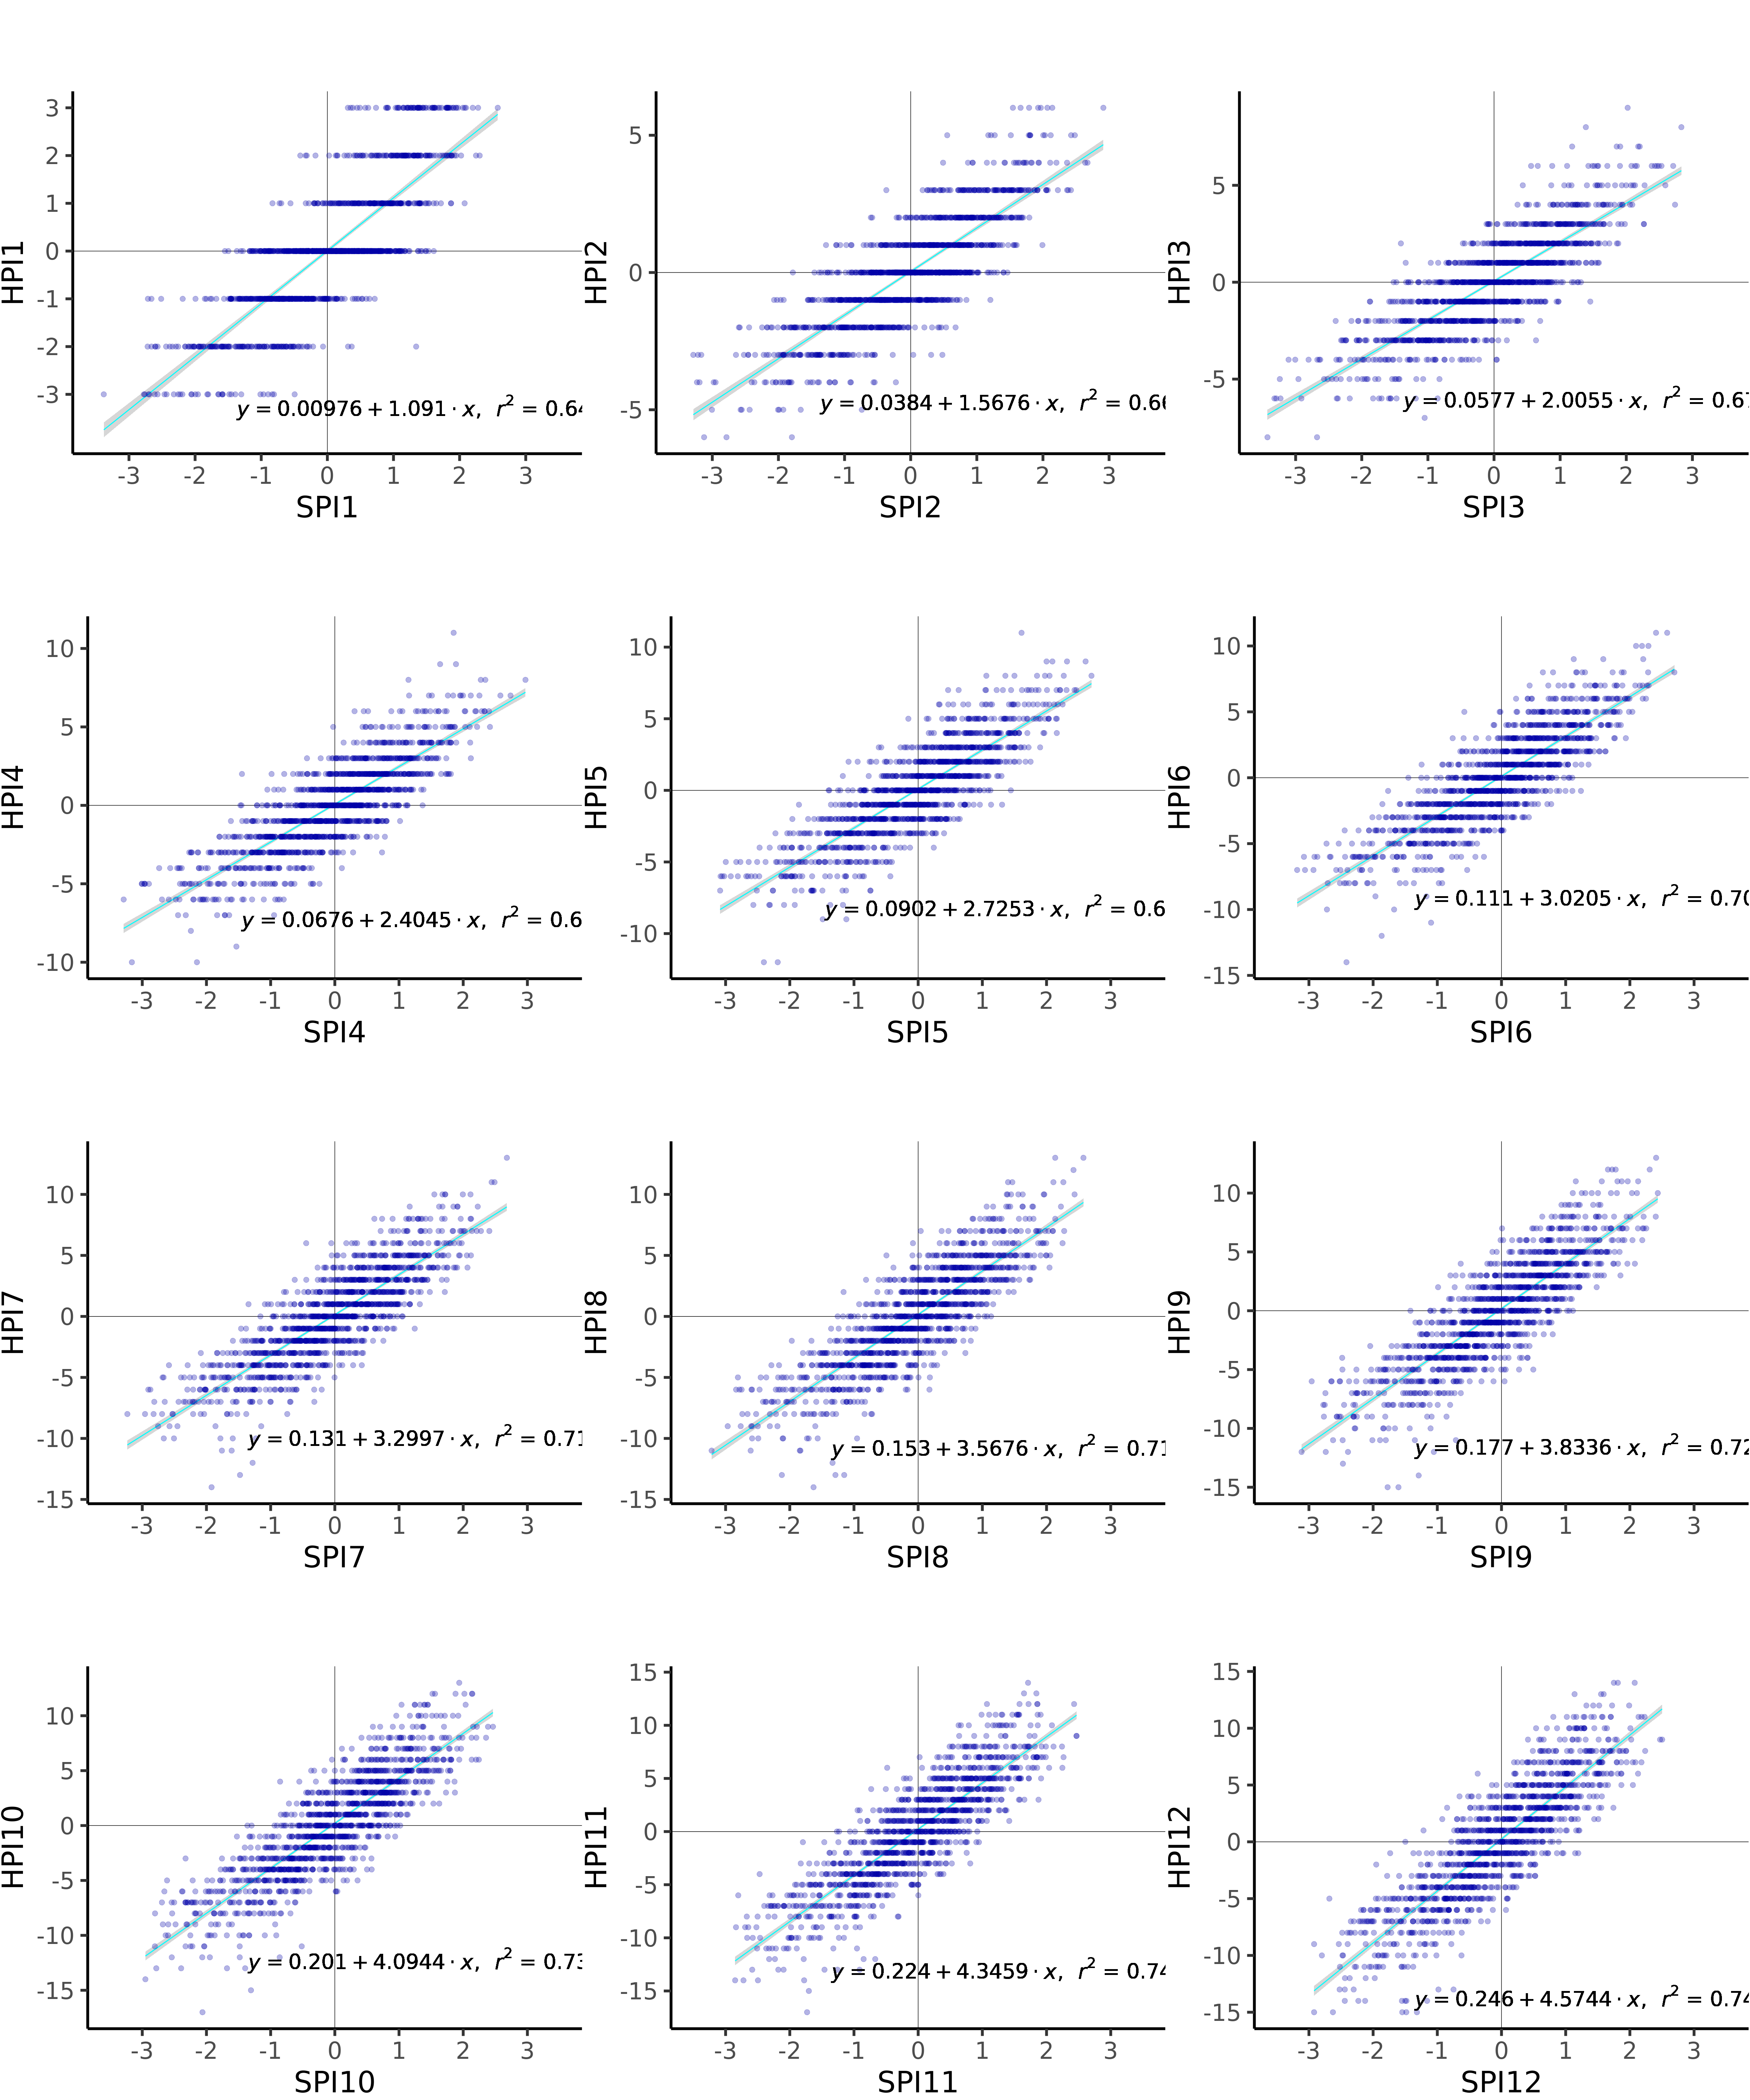 HPI1
3
2
1
0
-1
-2
-3
y = 0.00976 + 1.091 · x, r² = 0.64
-3 -2 -1 0 1 2 3
SPI1
HPI2
5
0
-5
y = 0.0384 + 1.5676 · x, r² = 0.66
-3 -2 -1 0 1 2 3
SPI2
HPI3
5
0
-5
y = 0.0577 + 2.0055 · x, r² = 0.67
-3 -2 -1 0 1 2 3
SPI3
HPI4
10
5
0
-5
-10
y = 0.0676 + 2.4045 · x, r² = 0.6
-3 -2 -1 0 1 2 3
SPI4
HPI5
10
5
0
-5
-10
y = 0.0902 + 2.7253 · x, r² = 0.6
-3 -2 -1 0 1 2 3
SPI5
HPI6
10
5
0
-5
-10
-15
y = 0.111 + 3.0205 · x, r² = 0.70
-3 -2 -1 0 1 2 3
SPI6
HPI7
10
5
0
-5
-10
-15
y = 0.131 + 3.2997 · x, r² = 0.71
-3 -2 -1 0 1 2 3
SPI7
HPI8
10
5
0
-5
-10
-15
y = 0.153 + 3.5676 · x, r² = 0.71
-3 -2 -1 0 1 2 3
SPI8
HPI9
10
5
0
-5
-10
-15
y = 0.177 + 3.8336 · x, r² = 0.72
-3 -2 -1 0 1 2 3
SPI9
HPI10
10
5
0
-5
-10
-15
y = 0.201 + 4.0944 · x, r² = 0.73
-3 -2 -1 0 1 2 3
SPI10
HPI11
15
10
5
0
-5
-10
-15
y = 0.224 + 4.3459 · x, r² = 0.74
-3 -2 -1 0 1 2 3
SPI11
HPI12
15
10
5
0
-5
-10
-15
y = 0.246 + 4.5744 · x, r² = 0.74
-3 -2 -1 0 1 2 3
SPI12